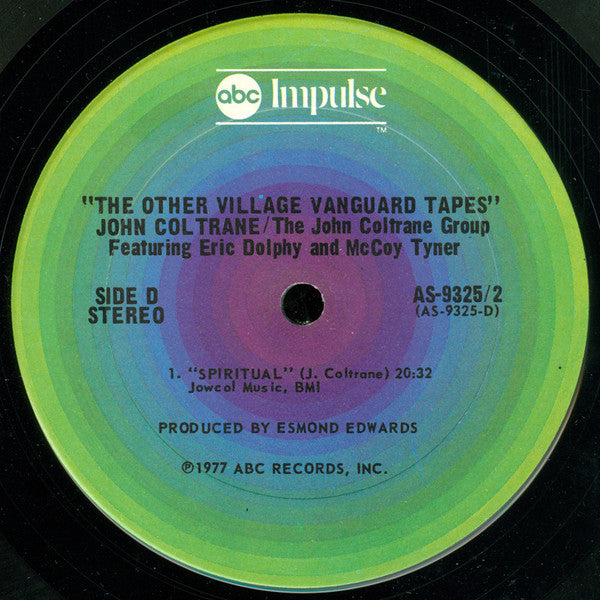 abc Impulse
TM
"THE OTHER VILLAGE VANGUARD TAPES"
JOHN COLTRANE/The John Coltrane Group
Featuring Eric Dolphy and McCoy Tyner
SIDE D
STEREO
AS-9325/2
(AS-9325-D)
1. "SPIRITUAL" (J. Coltrane) 20:32
Jowcol Music, BMI
PRODUCED BY ESMOND EDWARDS
℗1977 ABC RECORDS, INC.